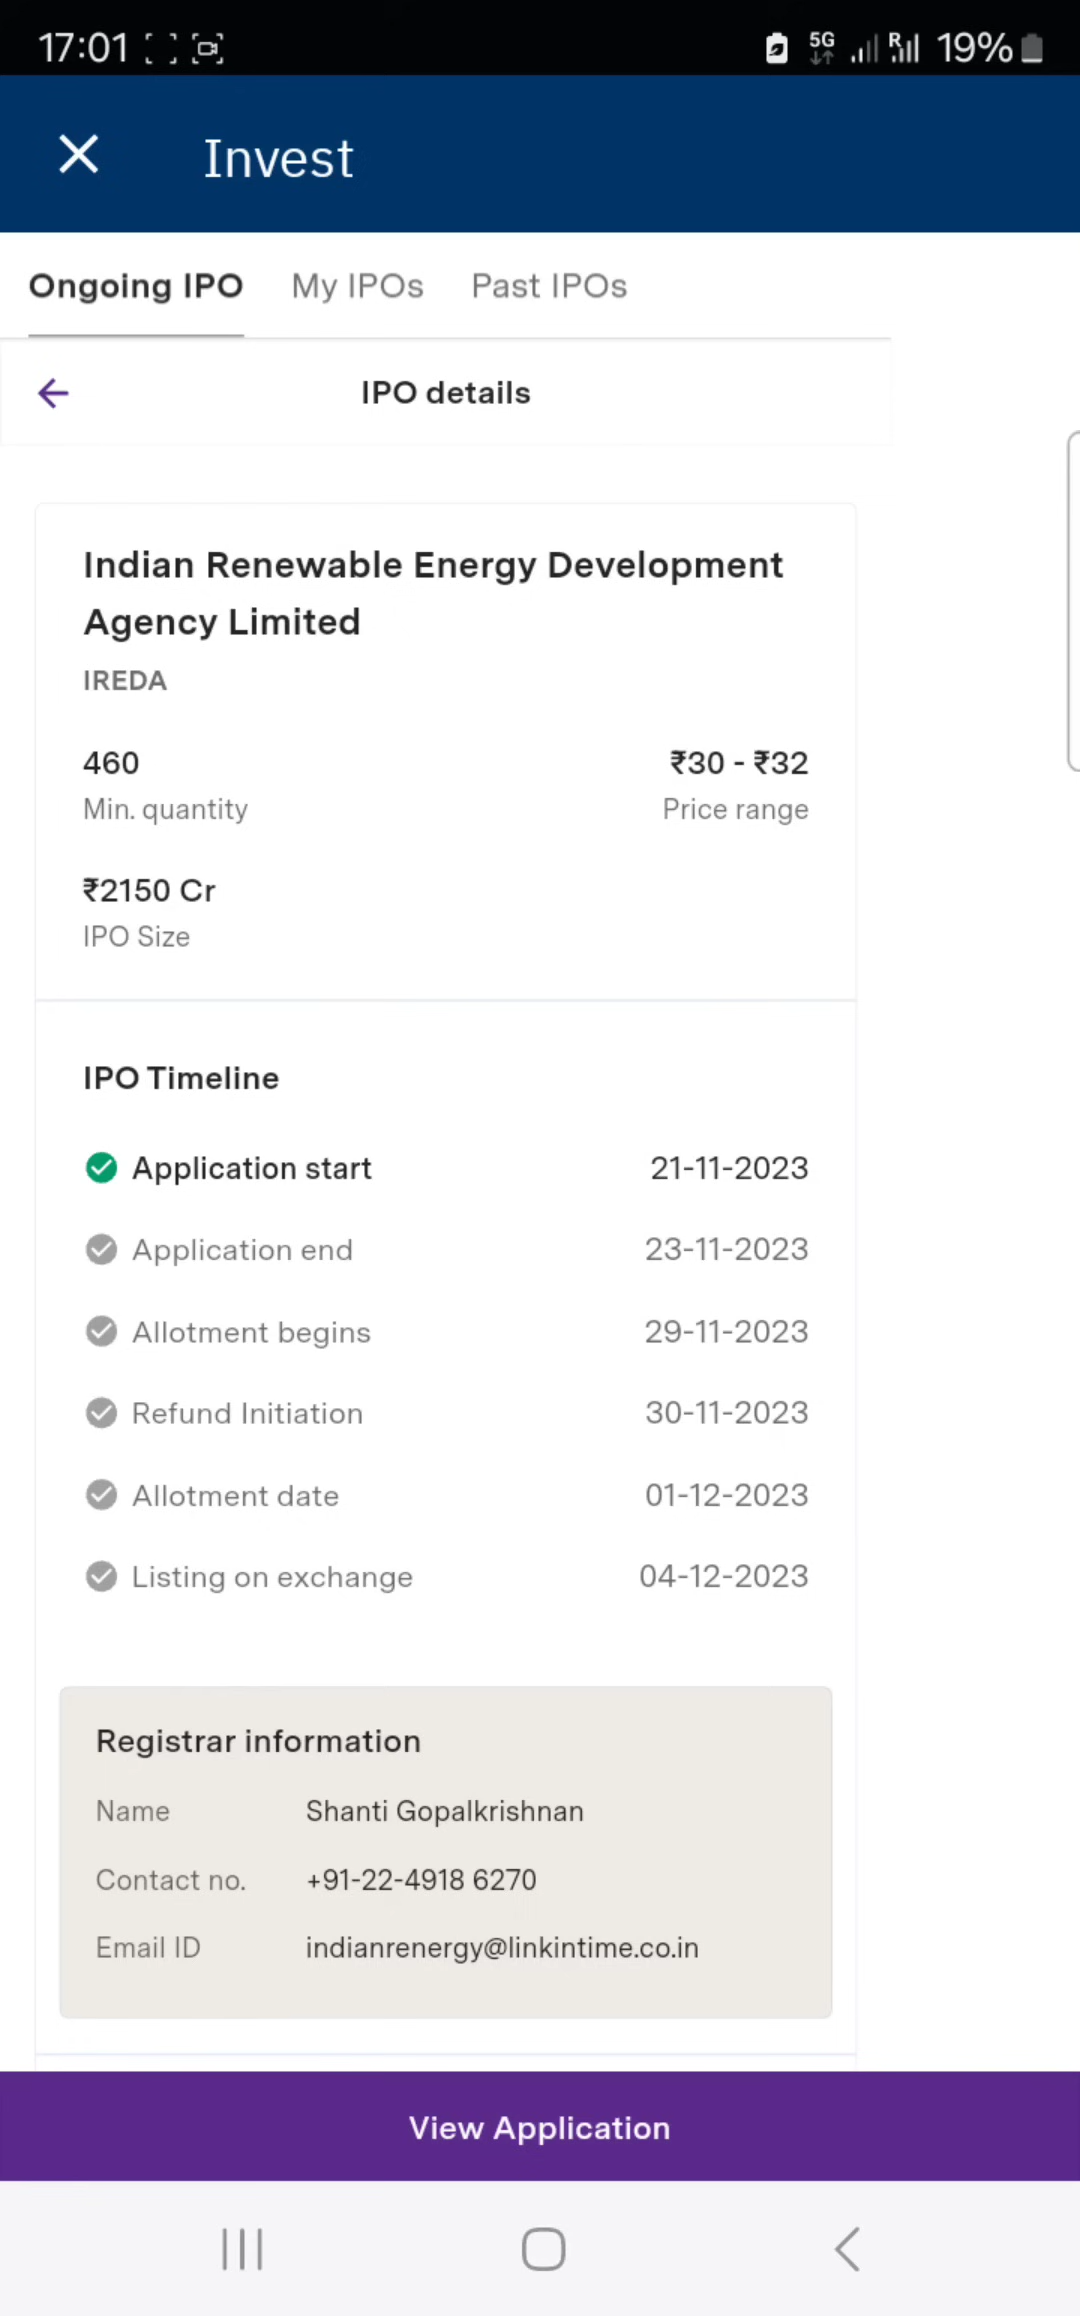 17:01
5G
R
19%
Invest
Ongoing IPO My IPOs Past IPOs
IPO details
Indian Renewable Energy Development
Agency Limited
IREDA
460 ₹30 - ₹32
Min. quantity Price range
₹2150 Cr
IPO Size
IPO Timeline
Application start 21-11-2023
Application end 23-11-2023
Allotment begins 29-11-2023
Refund Initiation 30-11-2023
Allotment date 01-12-2023
Listing on exchange 04-12-2023
Registrar information
Name Shanti Gopalkrishnan
Contact no. +91-22-4918 6270
Email ID indianrenergy@linkintime.co.in
View Application